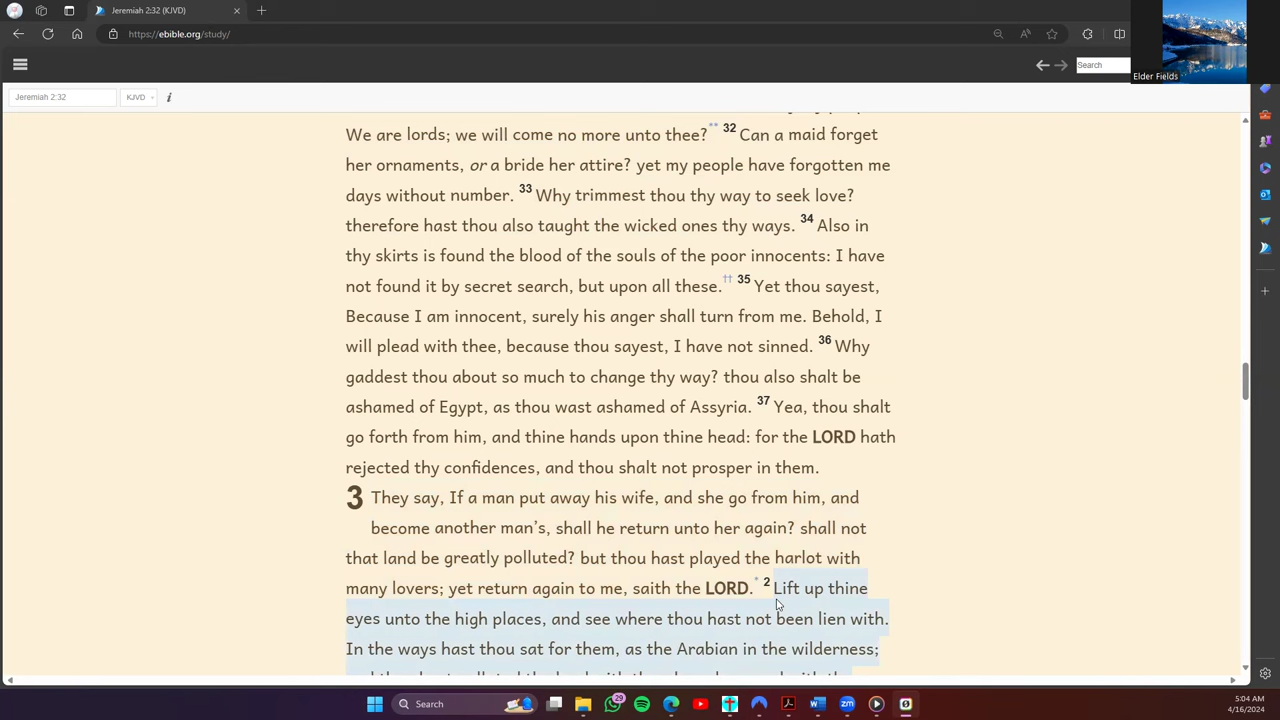 Jeremiah 2:32 (KJVD)
https://ebible.org/study/
Elder Fields
Search
Jeremiah 2:32
KJVD
i
We are lords; we will come no more unto thee?** 32 Can a maid forget
her ornaments, or a bride her attire? yet my people have forgotten me
days without number. 33 Why trimmest thou thy way to seek love?
therefore hast thou also taught the wicked ones thy ways. 34 Also in
thy skirts is found the blood of the souls of the poor innocents: I have
not found it by secret search, but upon all these.†† 35 Yet thou sayest,
Because I am innocent, surely his anger shall turn from me. Behold, I
will plead with thee, because thou sayest, I have not sinned. 36 Why
gaddest thou about so much to change thy way? thou also shalt be
ashamed of Egypt, as thou wast ashamed of Assyria. 37 Yea, thou shalt
go forth from him, and thine hands upon thine head: for the LORD hath
rejected thy confidences, and thou shalt not prosper in them.
3 They say, If a man put away his wife, and she go from him, and
become another man’s, shall he return unto her again? shall not
that land be greatly polluted? but thou hast played the harlot with
many lovers; yet return again to me, saith the LORD.* 2 Lift up thine
eyes unto the high places, and see where thou hast not been lien with.
In the ways hast thou sat for them, as the Arabian in the wilderness;
Search
29
zm
5:04 AM
4/16/2024